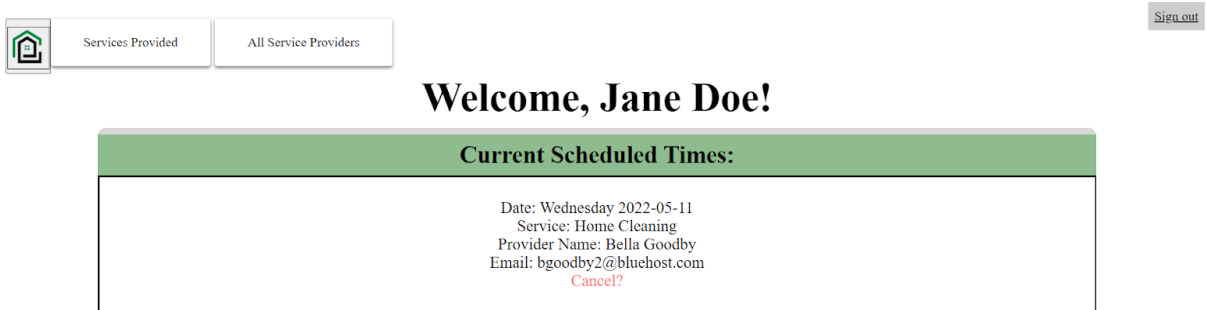 Sign out
Services Provided
All Service Providers
Welcome, Jane Doe!
Current Scheduled Times:
Date: Wednesday 2022-05-11
Service: Home Cleaning
Provider Name: Bella Goodby
Email: bgoodby2@bluehost.com
Cancel?